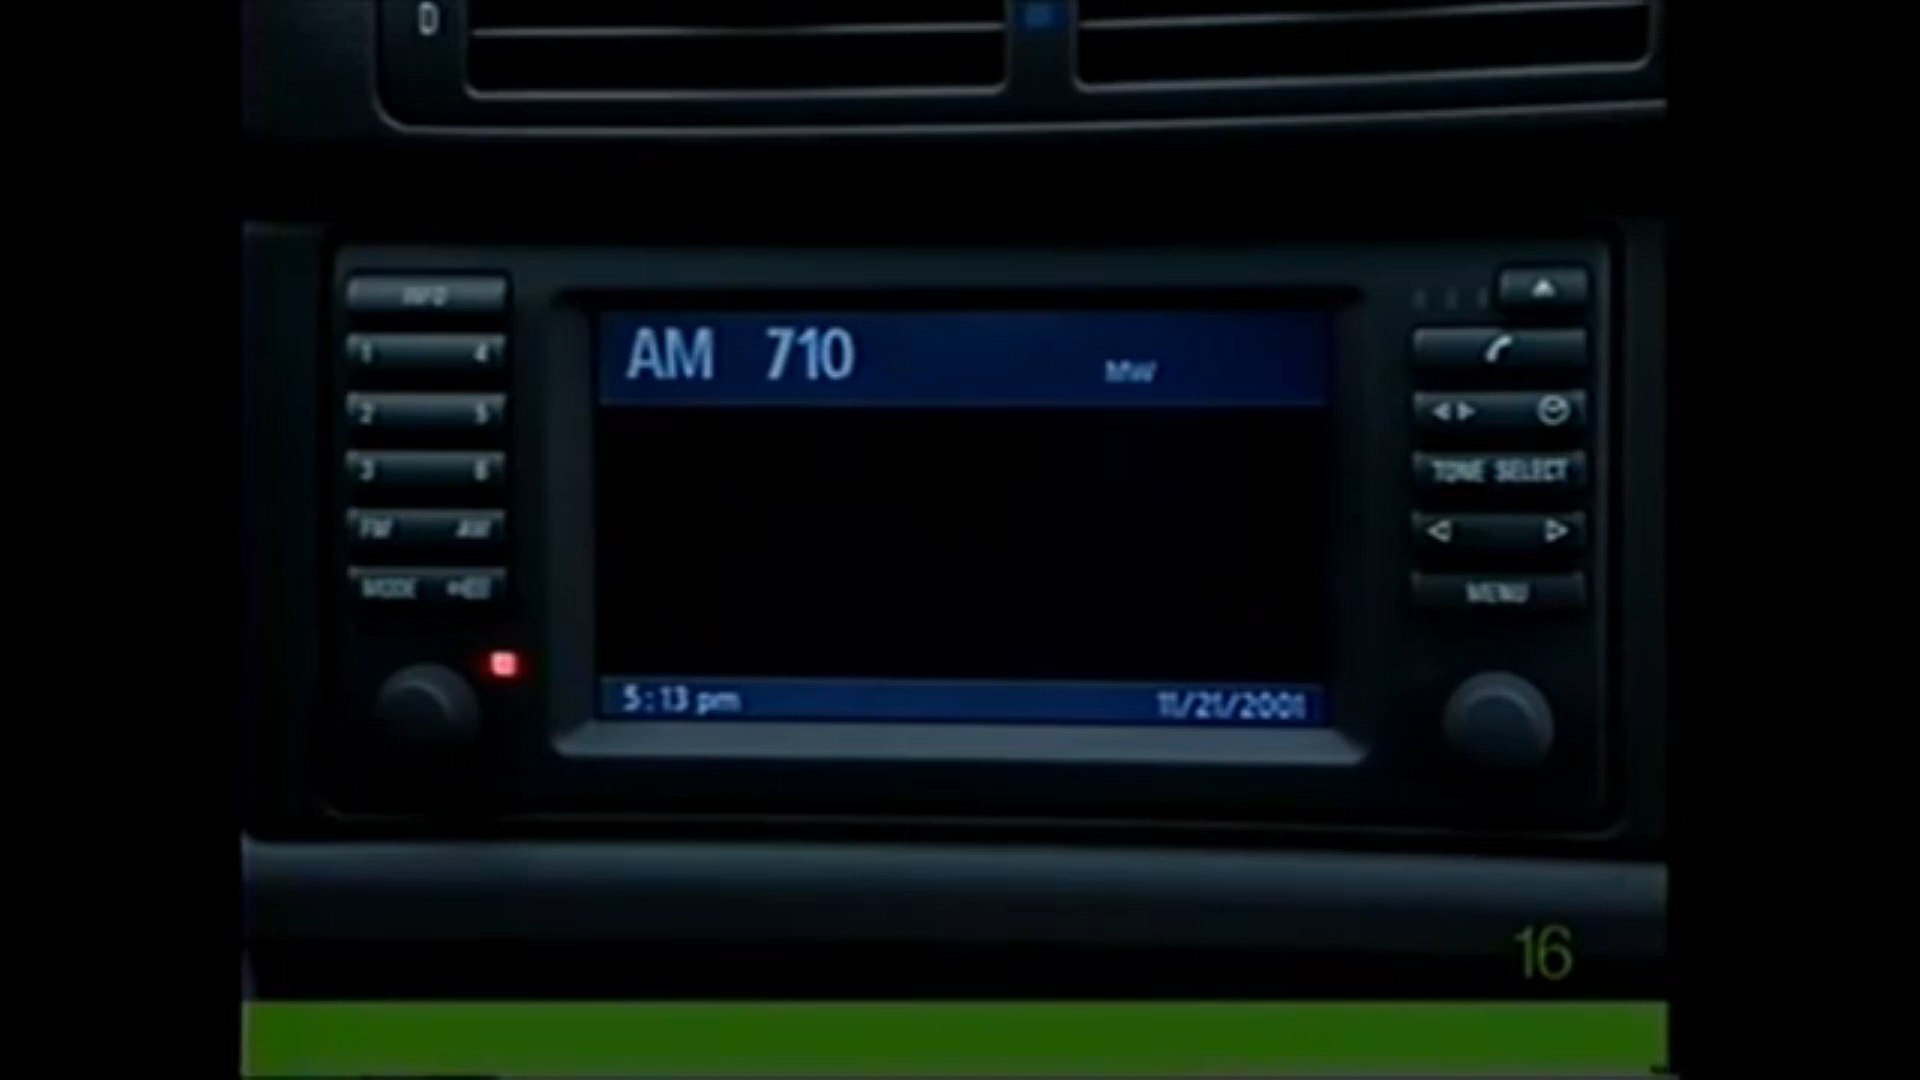 D
INFO
AM 710 MW
1 4
2 5
3 6
FM AM
MODE
TONE SELECT
MENU
5:13 pm 11/21/2001
16